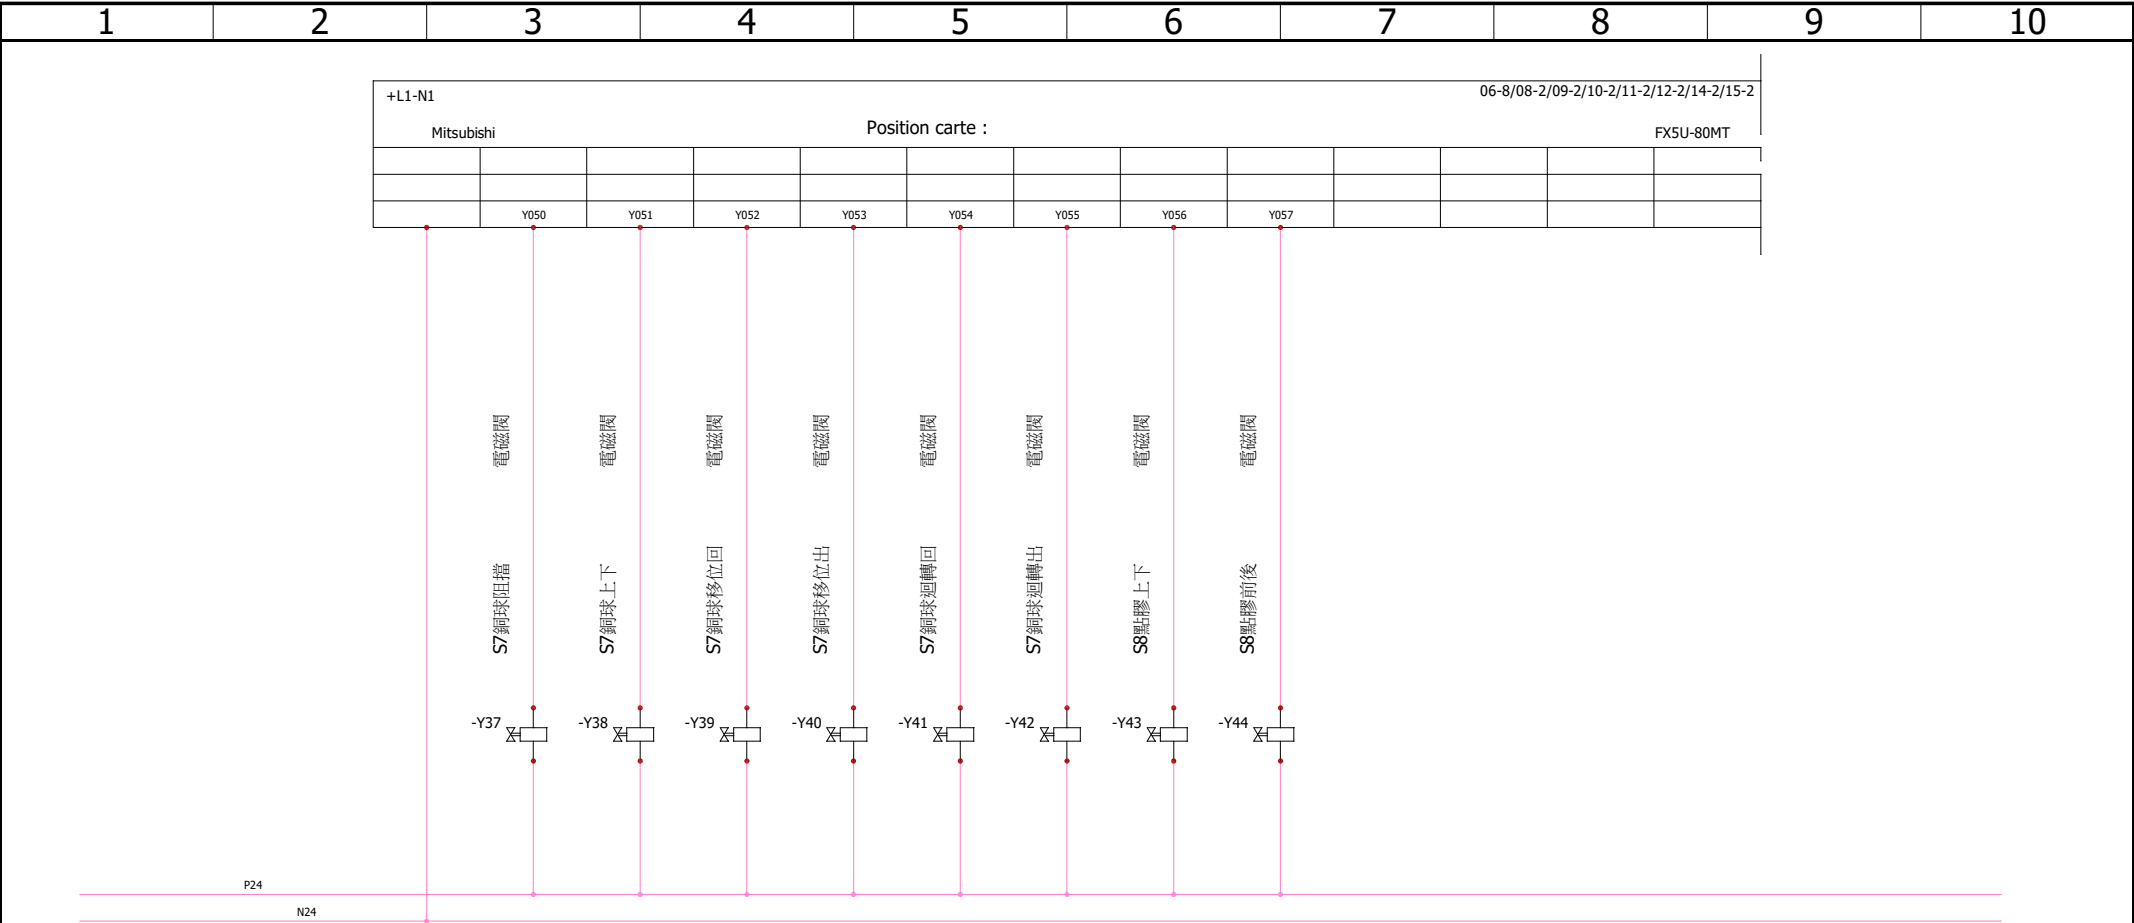 1 2 3 4 5 6 7 8 9 10
+L1-N1
06-8/08-2/09-2/10-2/11-2/12-2/14-2/15-2
Mitsubishi
Position carte :
FX5U-80MT
Y050 Y051 Y052 Y053 Y054 Y055 Y056 Y057
電磁閥 電磁閥 電磁閥 電磁閥 電磁閥 電磁閥 電磁閥 電磁閥
S7銅球阻擋
S7銅球上下
S7銅球移位回
S7銅球移位出
S7銅球迴轉回
S7銅球迴轉出
S8點膠上下
S8點膠前後
-Y37 -Y38 -Y39 -Y40 -Y41 -Y42 -Y43 -Y44
P24
N24